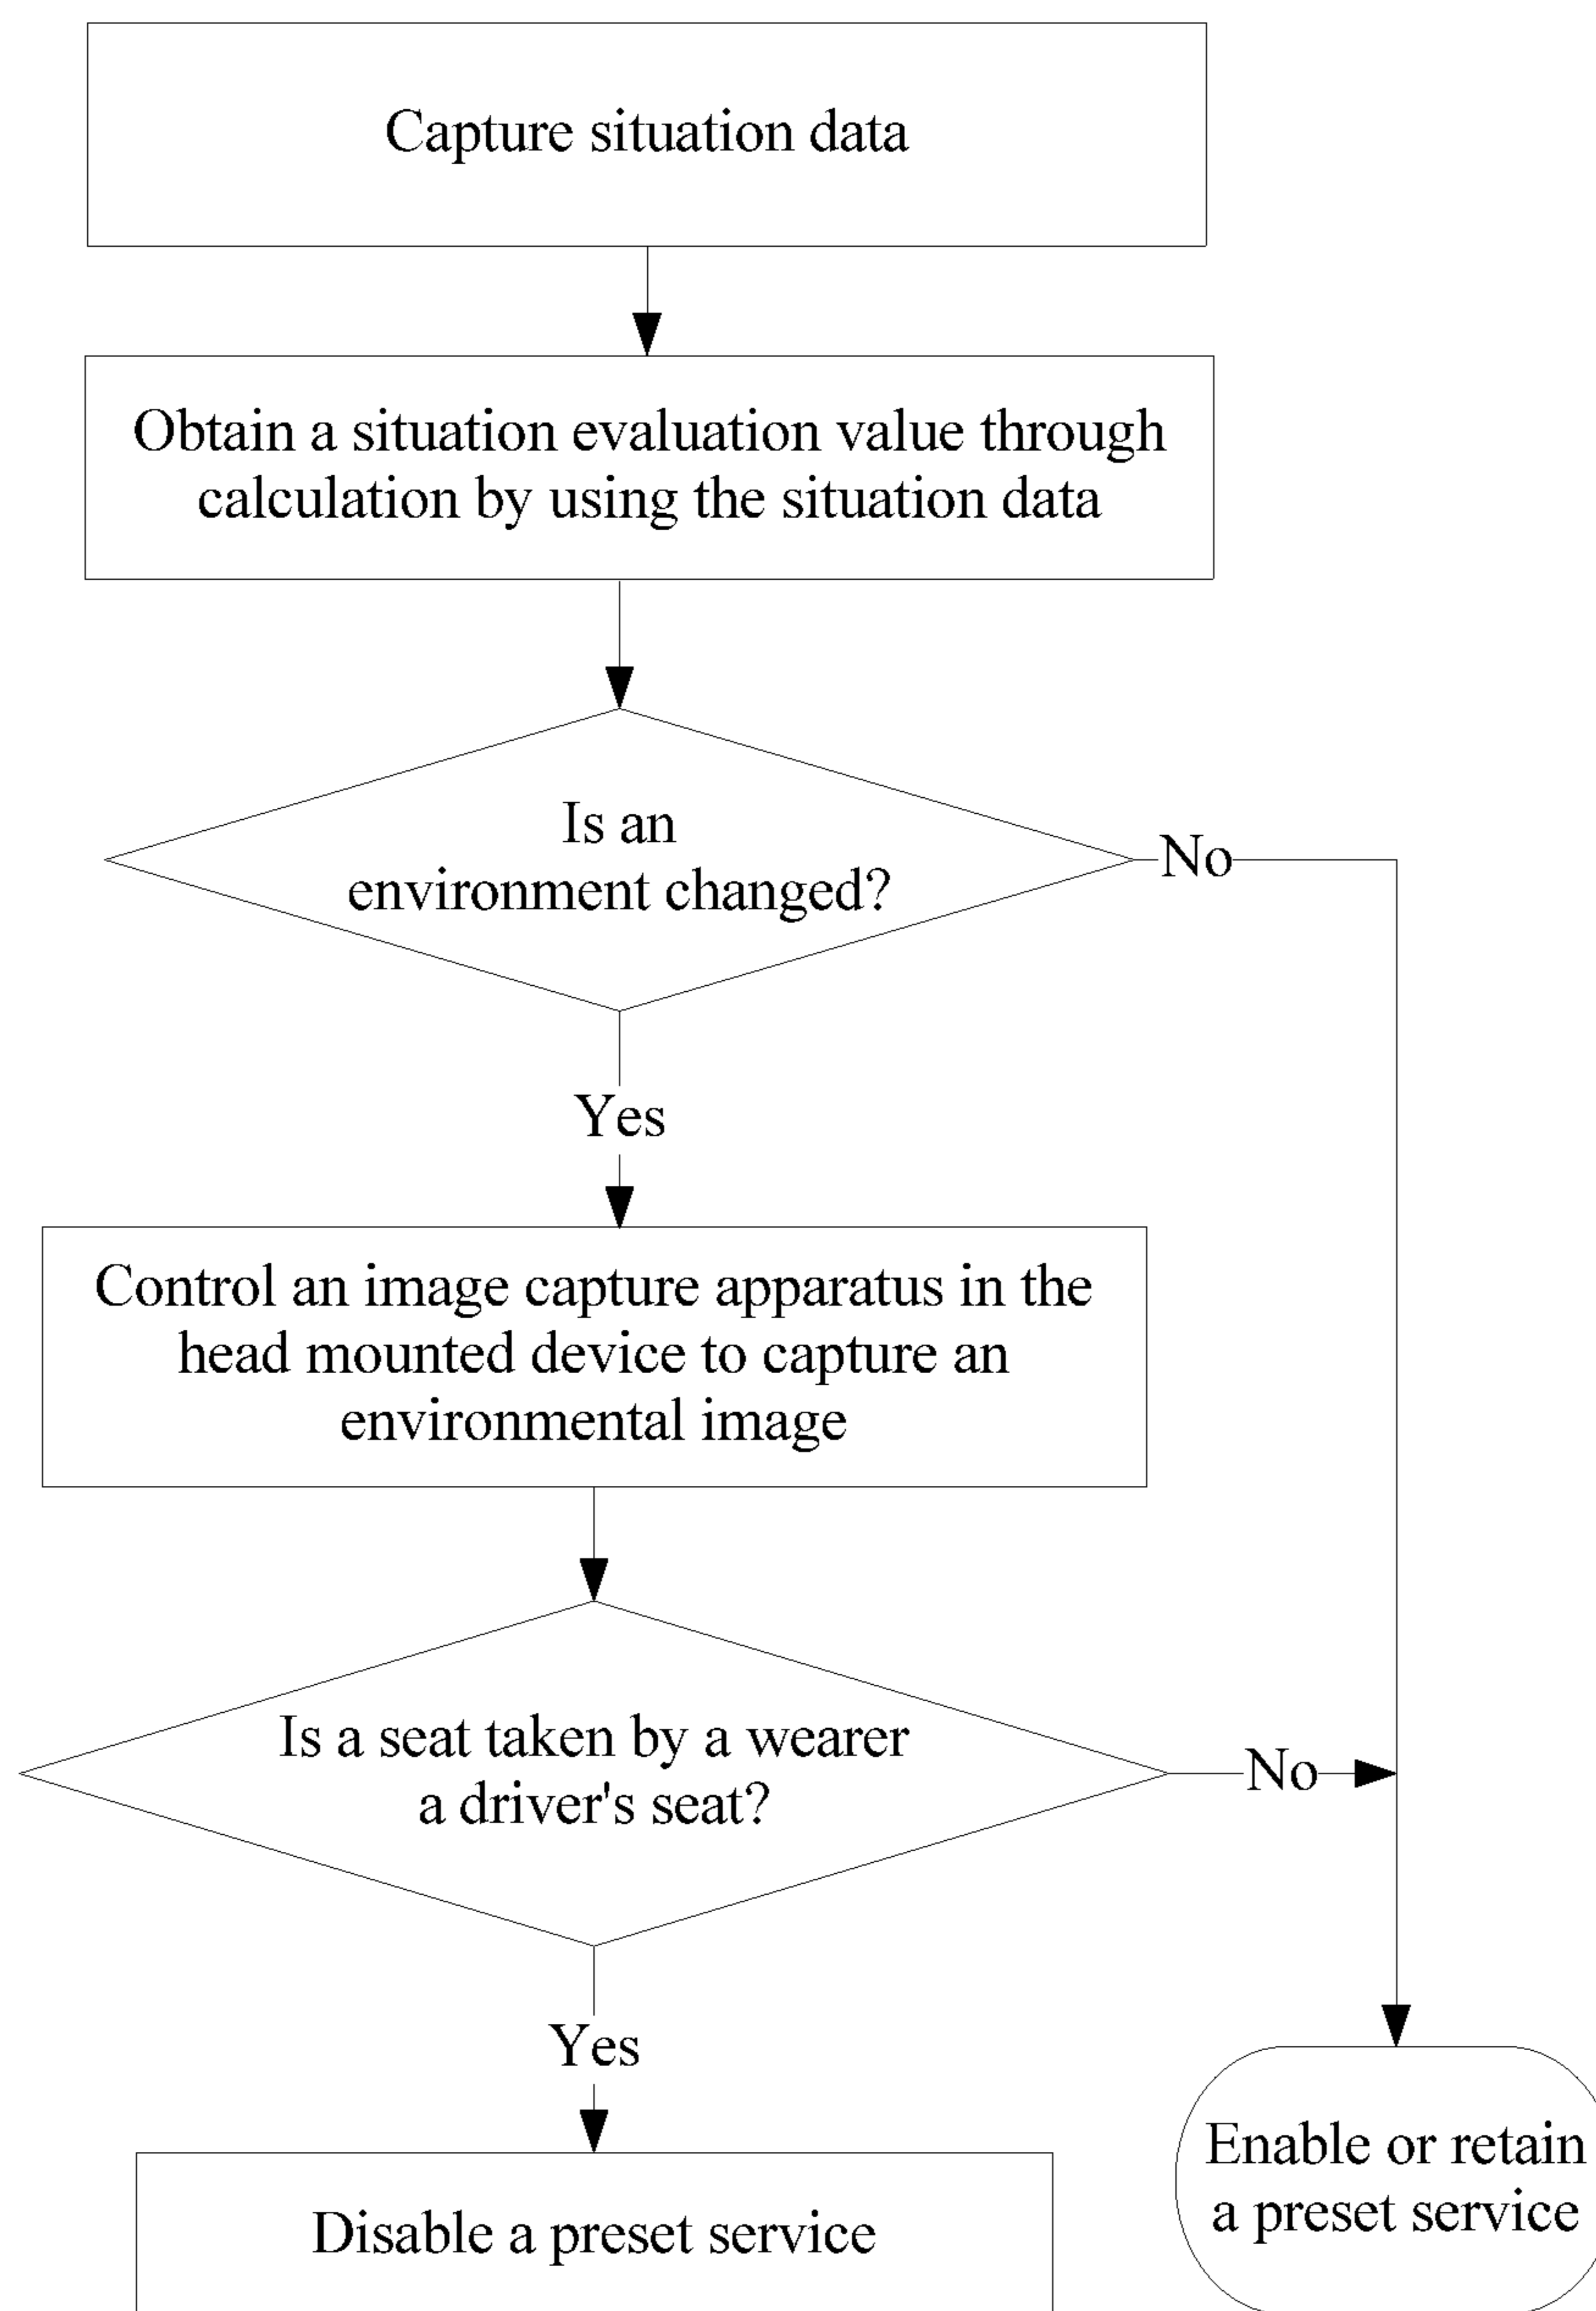 Capture situation data
Obtain a situation evaluation value through
calculation by using the situation data
Is an
environment changed?
No
Yes
Control an image capture apparatus in the
head mounted device to capture an
environmental image
Is a seat taken by a wearer
a driver's seat?
No
Yes
Enable or retain
a preset service
Disable a preset service